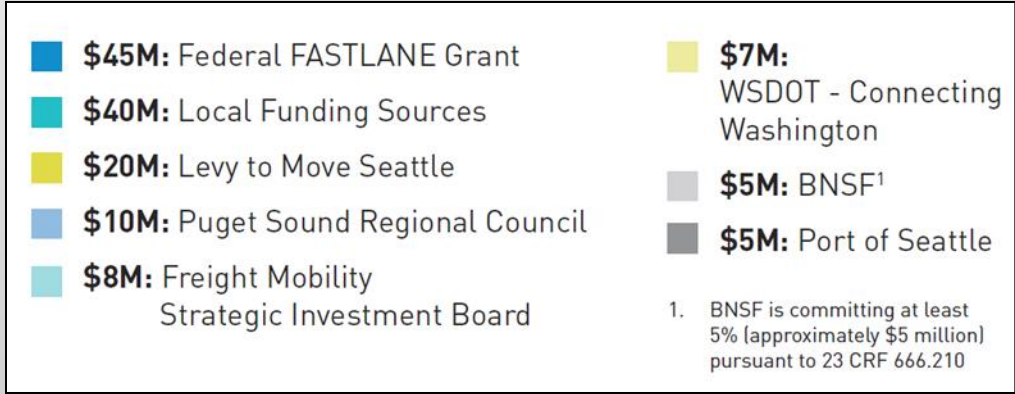 $45M: Federal FASTLANE Grant
$40M: Local Funding Sources
$20M: Levy to Move Seattle
$10M: Puget Sound Regional Council
$8M: Freight Mobility
Strategic Investment Board
$7M:
WSDOT - Connecting
Washington
$5M: BNSF¹
$5M: Port of Seattle
1. BNSF is committing at least
5% (approximately $5 million)
pursuant to 23 CRF 666.210